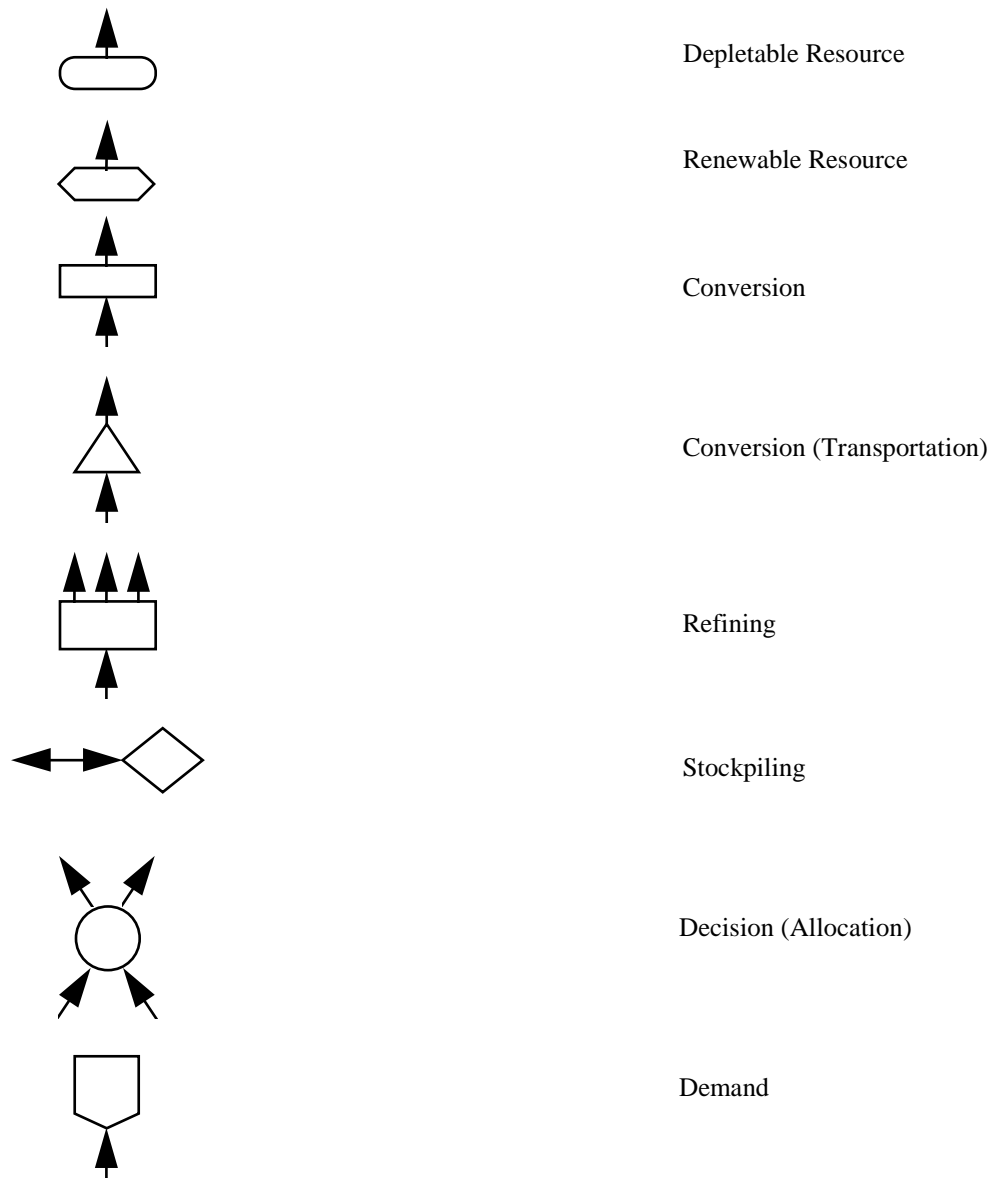 Depletable Resource
Renewable Resource
Conversion
Conversion (Transportation)
Refining
Stockpiling
Decision (Allocation)
Demand